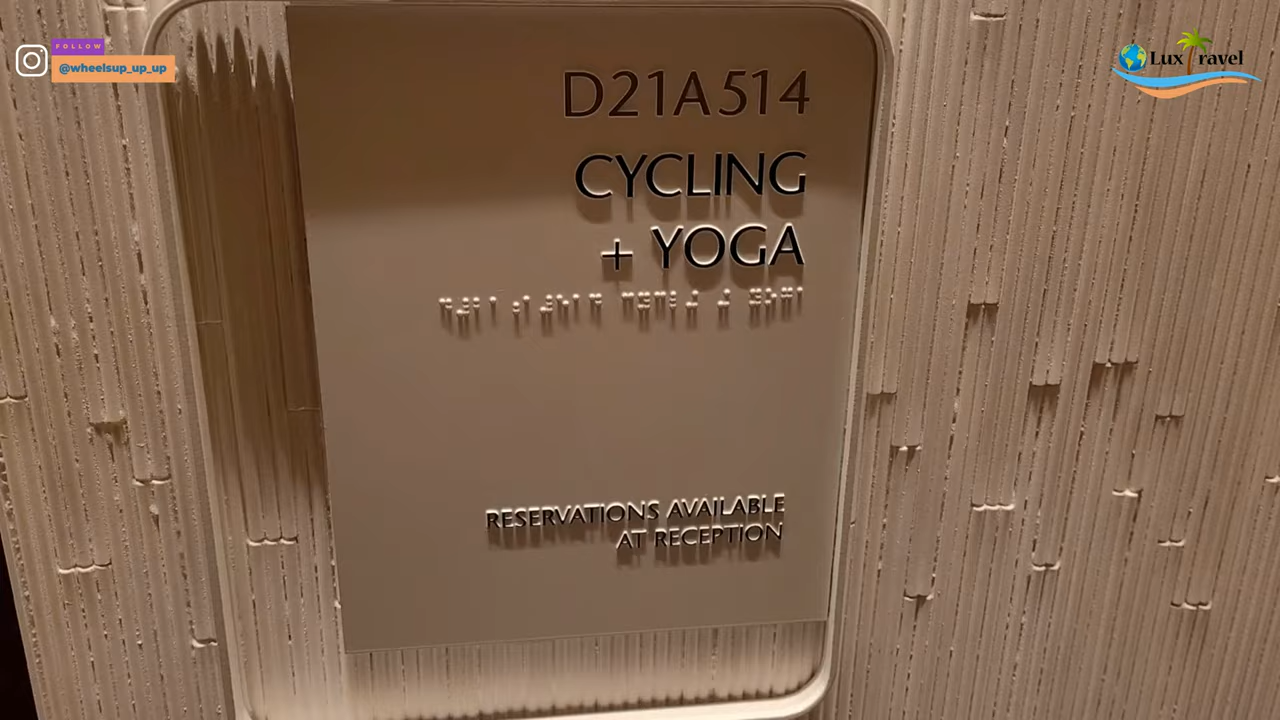 FOLLOW
@wheelsup_up_up
Lux Travel
D21A514
CYCLING
+ YOGA
RESERVATIONS AVAILABLE
AT RECEPTION